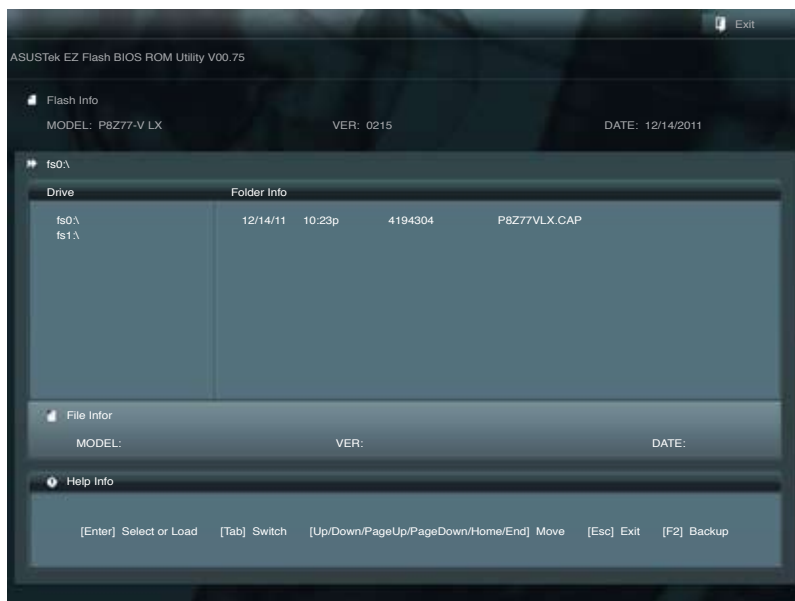 Exit
ASUSTek EZ Flash BIOS ROM Utility V00.75
Flash Info
MODEL: P8Z77-V LX VER: 0215 DATE: 12/14/2011
fs0:\
Drive Folder Info
fs0:\ 12/14/11 10:23p 4194304 P8Z77VLX.CAP
fs1:\
File Infor
MODEL: VER: DATE:
Help Info
[Enter] Select or Load [Tab] Switch [Up/Down/PageUp/PageDown/Home/End] Move [Esc] Exit [F2] Backup